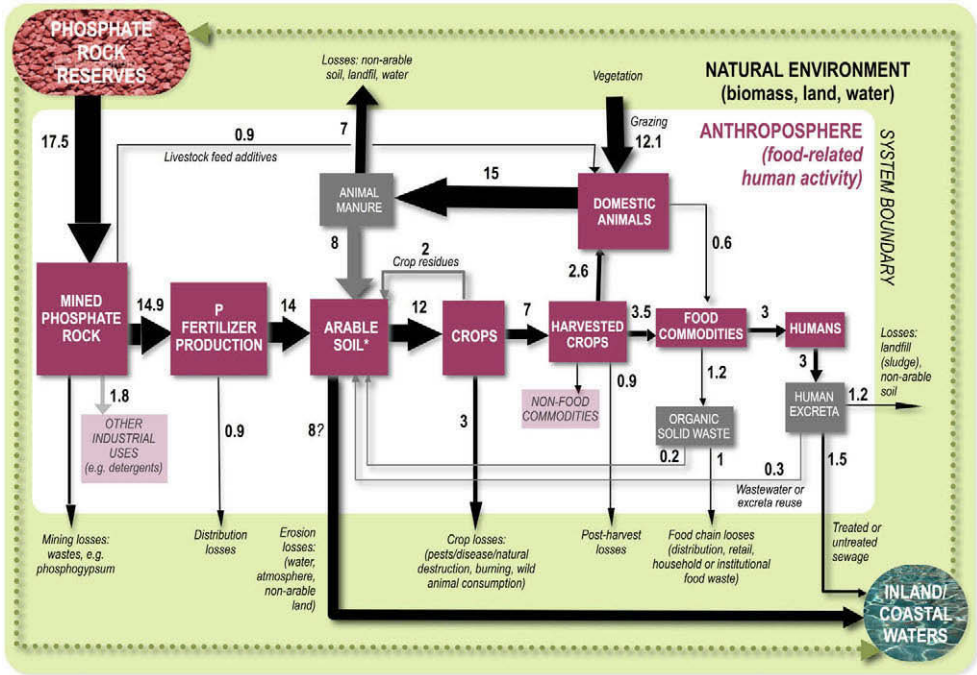 PHOSPHATE
ROCK
RESERVES
Losses: non-arable
soil, landfil, water
Vegetation
NATURAL ENVIRONMENT
(biomass, land, water)
17.5
0.9
Livestock feed additives
7
Grazing
12.1
ANTHROPOSPHERE
(food-related
human activity)
SYSTEM BOUNDARY
ANIMAL
MANURE
15
DOMESTIC
ANIMALS
8
2
Crop residues
2.6
0.6
MINED
PHOSPHATE
ROCK
14.9
P
FERTILIZER
PRODUCTION
14
ARABLE
SOIL*
12
CROPS
7
HARVESTED
CROPS
3.5
FOOD
COMMODITIES
3
HUMANS
1.8
OTHER
INDUSTRIAL
USES
(e.g. detergents)
0.9
8?
3
NON-FOOD
COMMODITIES
0.9
1.2
ORGANIC
SOLID WASTE
0.2
1
3
HUMAN
EXCRETA
1.2
Losses:
landfill
(sludge),
non-arable
soil
0.3
Wastewater or
excreta reuse
1.5
Mining losses:
wastes, e.g.
phosphogypsum
Distribution
losses
Erosion
losses:
(water,
atmosphere,
non-arable
land)
Crop losses:
(pests/disease/natural
destruction, burning, wild
animal consumption)
Post-harvest
losses
Food chain looses
(distribution, retail,
household or institutional
food waste)
Treated or
untreated
sewage
INLAND/
COASTAL
WATERS